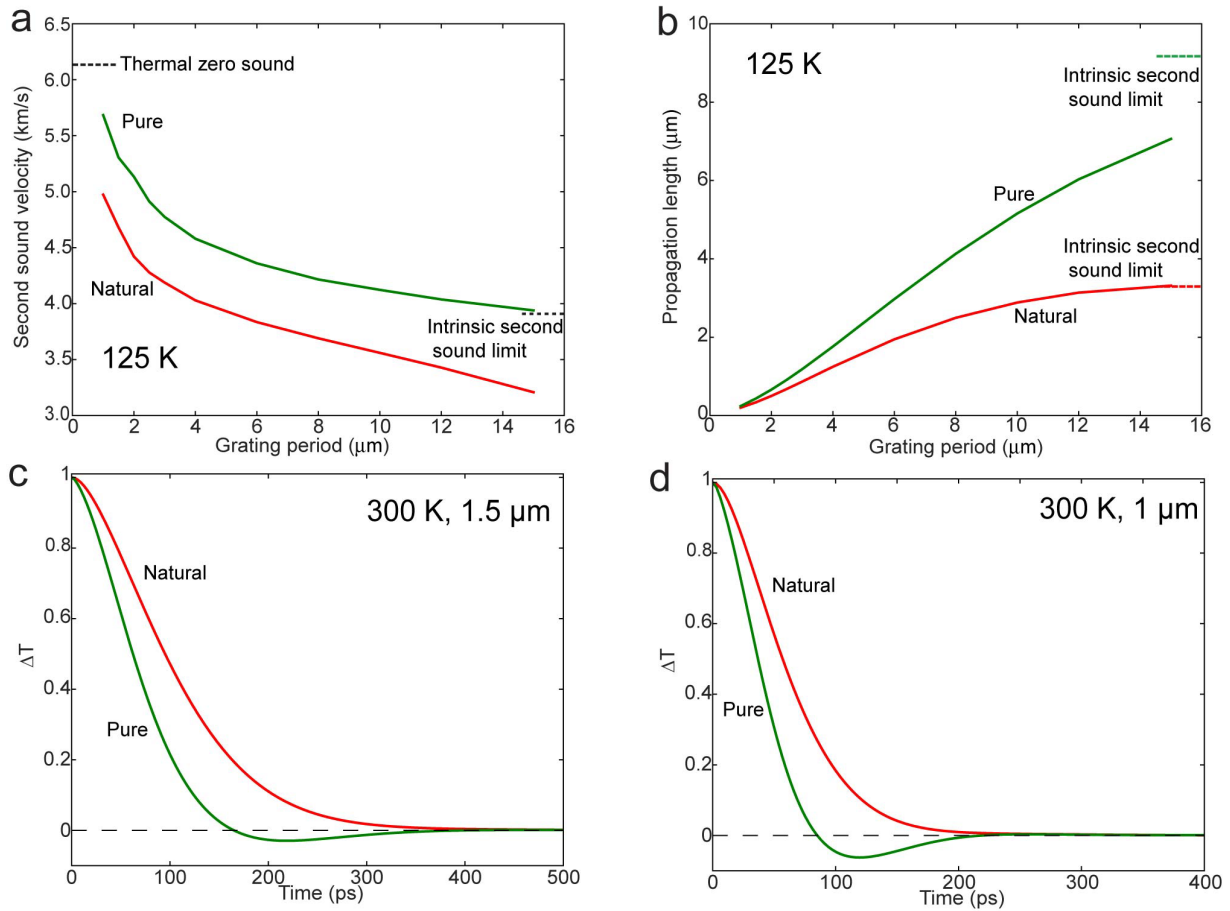 a
Second sound velocity (km/s)
6.5
6.0
5.5
5.0
4.5
4.0
3.5
3.0
Thermal zero sound
Pure
Natural
Intrinsic second
sound limit
125 K
0 2 4 6 8 10 12 14 16
Grating period (μm)
b
Propagation length (μm)
10
8
6
4
2
0
125 K
Intrinsic second
sound limit
Pure
Intrinsic second
sound limit
Natural
2 4 6 8 10 12 14 16
Grating period (μm)
c
ΔT
1
0.8
0.6
0.4
0.2
0
300 K, 1.5 μm
Natural
Pure
0 100 200 300 400 500
Time (ps)
d
ΔT
1
0.8
0.6
0.4
0.2
0
300 K, 1 μm
Natural
Pure
0 100 200 300 400
Time (ps)